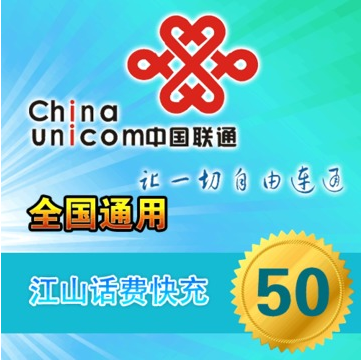 China
unicom中国联通
让一切自由连通
全国通用
江山话费快充
50